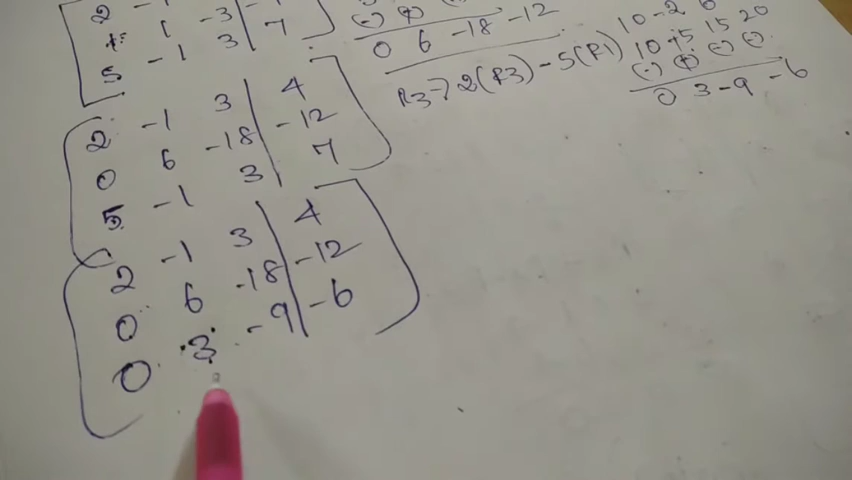 2 -1
1 -3 7
5 -1 3
(-) (+) (-) (-)
0 6 -18 -12
R3→2(R3)-5(R1)
10 -2 6
10 +5 15 20
(-) (+) (-) (-)
0 3 -9 -6
2 -1 3 4
0 6 -18 -12
5 -1 3 7
2 -1 3 4
0 6 -18 -12
0 3 -9 -6